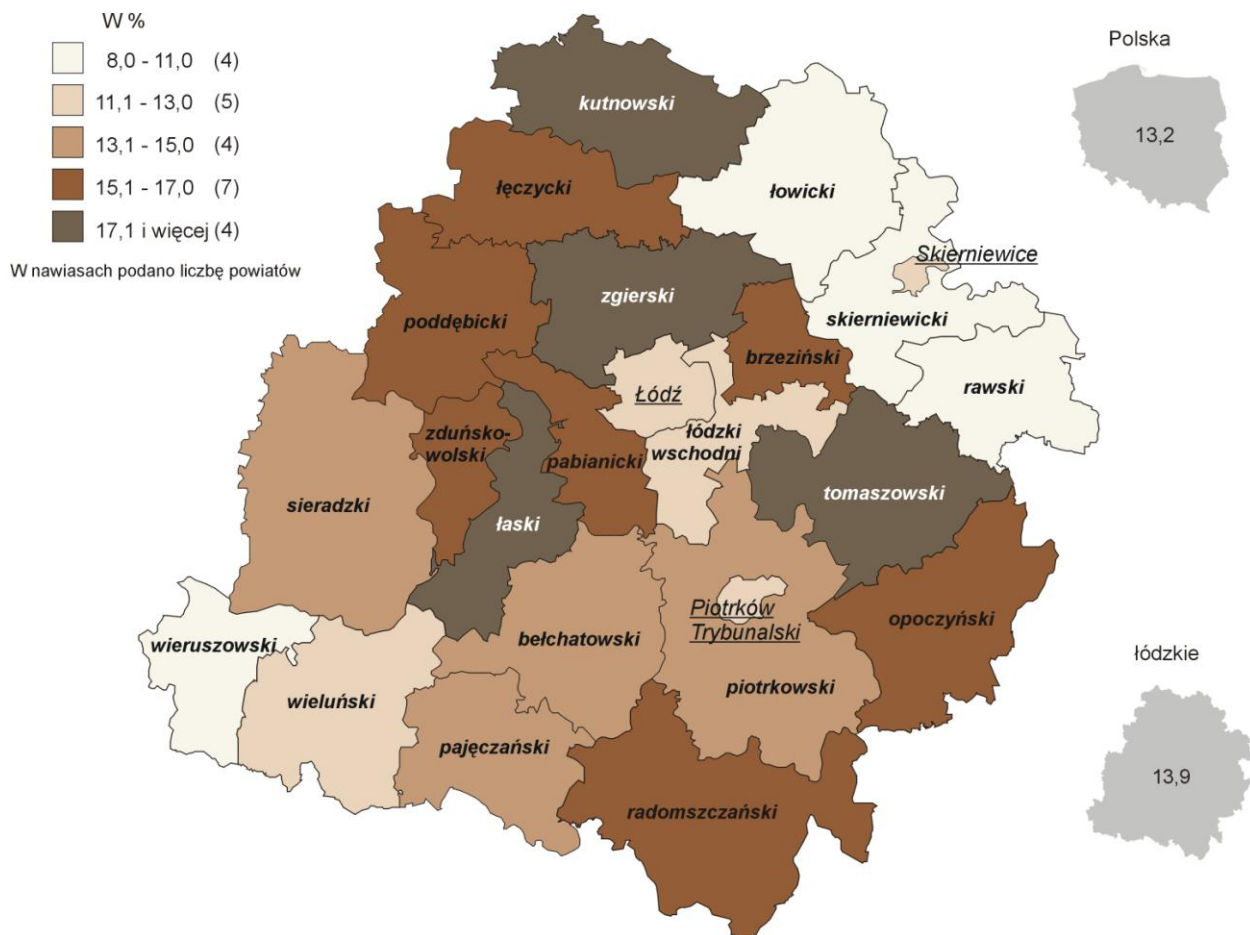 W %
8,0 - 11,0 (4)
11,1 - 13,0 (5)
13,1 - 15,0 (4)
15,1 - 17,0 (7)
17,1 i więcej (4)
W nawiasach podano liczbę powiatów
Polska
13,2
kutnowski
łęczycki
łowicki
Skierniewice
zgierski
skierniewicki
poddębicki
brzeziński
rawski
Łódź
łódzki
wschodni
zduńsko-
wolski
pabianicki
sieradzki
łaski
tomaszowski
Piotrków
Trybunalski
opoczyński
wieruszowski
bełchatowski
wieluński
piotrkowski
pajęczański
radomszczański
łódzkie
13,9